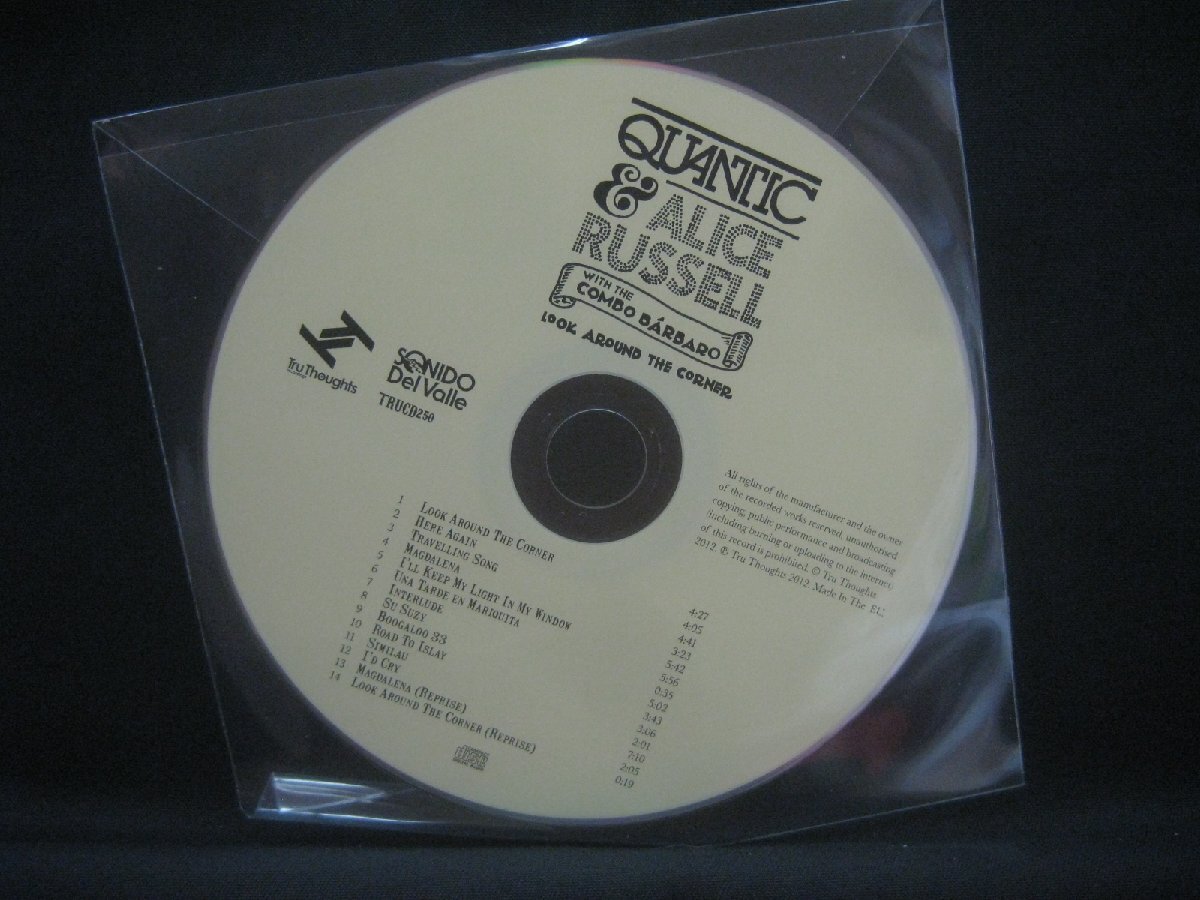 QUANTIC
& ALICE
RUSSELL
WITH THE
COMBO BÁRBARO
LOOK AROUND THE CORNER
Tru Thoughts
SONIDO
Del Valle
TRUCD250
All rights of the manufacturer and the owner
of the recorded works reserved, unauthorised
copying, public performance and broadcasting
(including burning or uploading to the internet)
of this record is prohibited. © Tru Thoughts
2012. ℗ Tru Thoughts 2012. Made In The EU.
1 LOOK AROUND THE CORNER 4:27
2 HERE AGAIN 4:05
3 TRAVELLING SONG 4:41
4 MAGDALENA 3:23
5 I'LL KEEP MY LIGHT IN MY WINDOW 5:42
6 UNA TARDE EN MARIQUITA 5:56
7 INTERLUDE 0:35
8 SU SUZY 5:02
9 BOOGALOO 33 3:43
10 ROAD TO ISLAY 3:06
11 SIMILAU 2:01
12 I'D CRY 7:10
13 MAGDALENA (REPRISE) 2:05
14 LOOK AROUND THE CORNER (REPRISE) 0:19